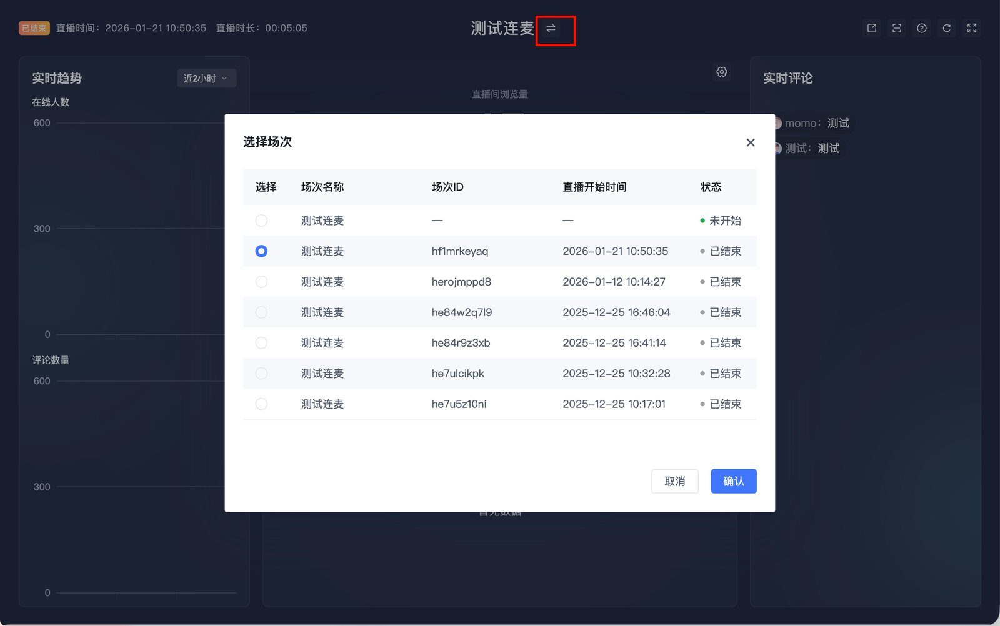 已结束 直播时间：2026-01-21 10:50:35 直播时长：00:05:05
测试连麦
实时趋势
近2小时
在线人数
600
300
0
评论数量
600
300
0
直播间浏览量
实时评论
momo：测试
测试：测试
选择场次
选择 场次名称 场次ID 直播开始时间 状态
测试连麦 — — 未开始
测试连麦 hf1mrkeyaq 2026-01-21 10:50:35 已结束
测试连麦 herojmppd8 2026-01-12 10:14:27 已结束
测试连麦 he84w2q7l9 2025-12-25 16:46:04 已结束
测试连麦 he84r9z3xb 2025-12-25 16:41:14 已结束
测试连麦 he7ulcikpk 2025-12-25 10:32:28 已结束
测试连麦 he7u5z10ni 2025-12-25 10:17:01 已结束
取消 确认
暂无数据